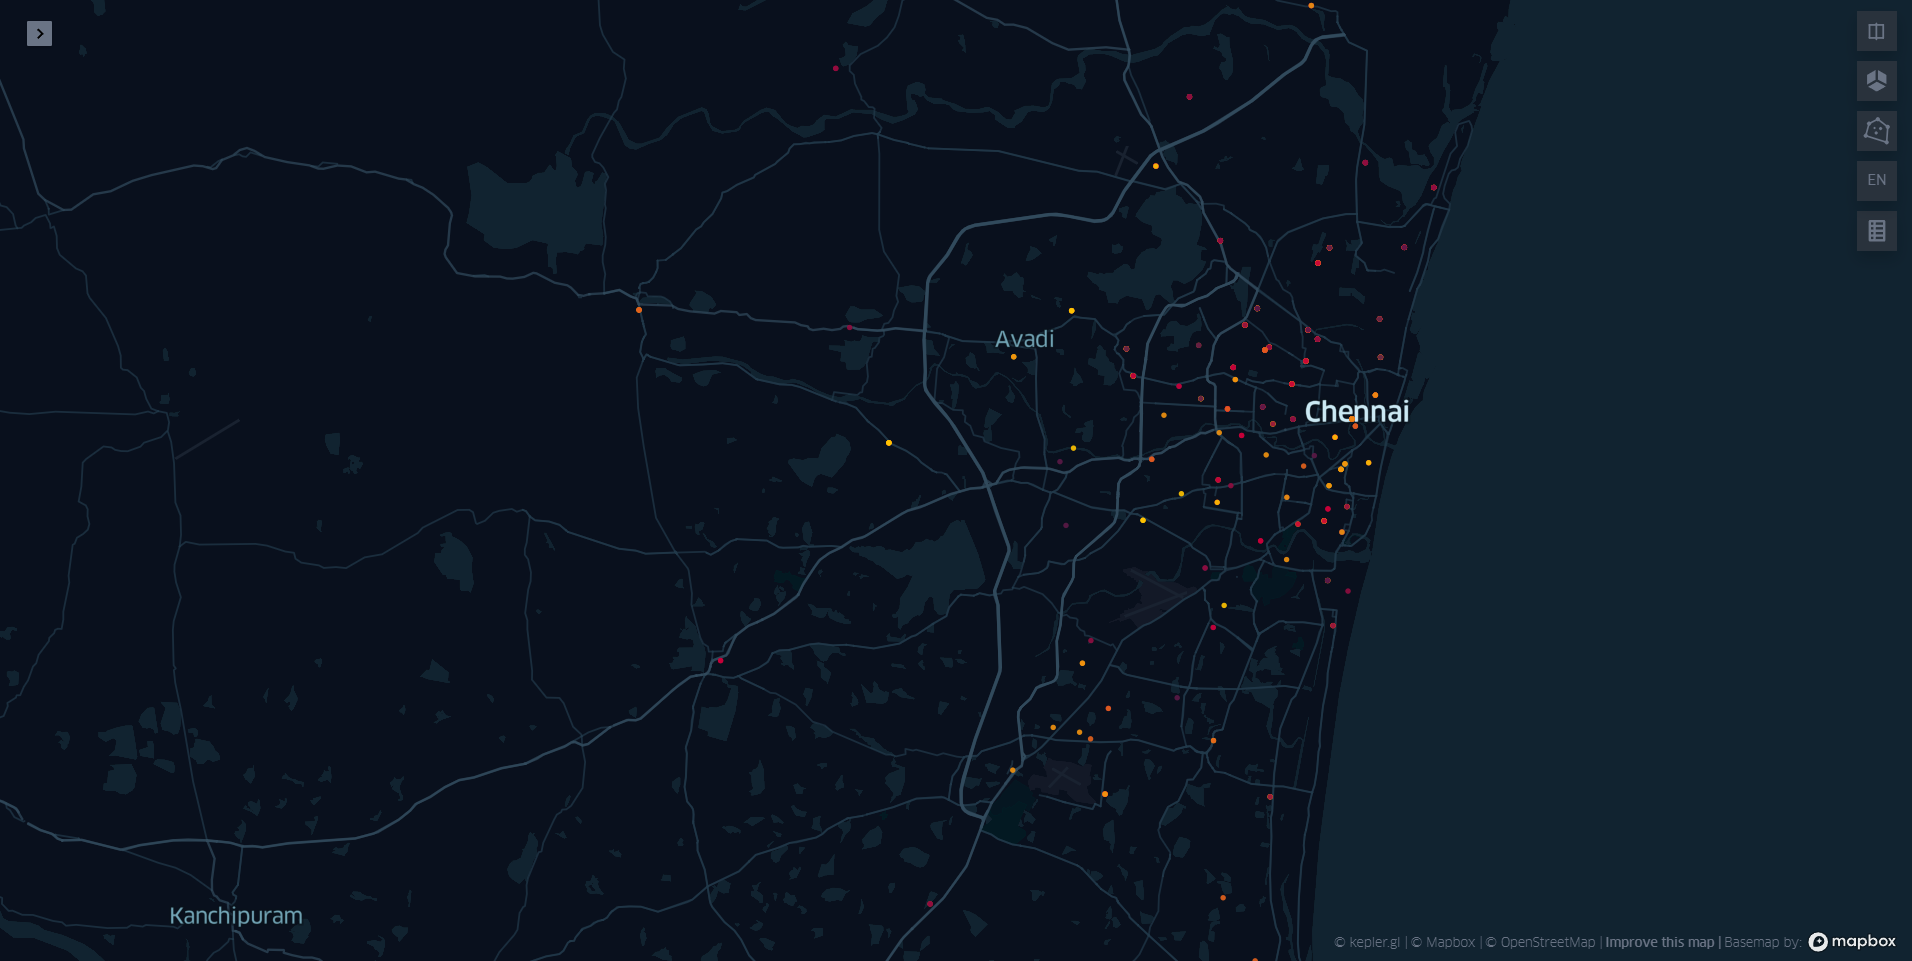 EN
Avadi
Chennai
Kanchipuram
© kepler.gl | © Mapbox | © OpenStreetMap | Improve this map | Basemap by: mapbox